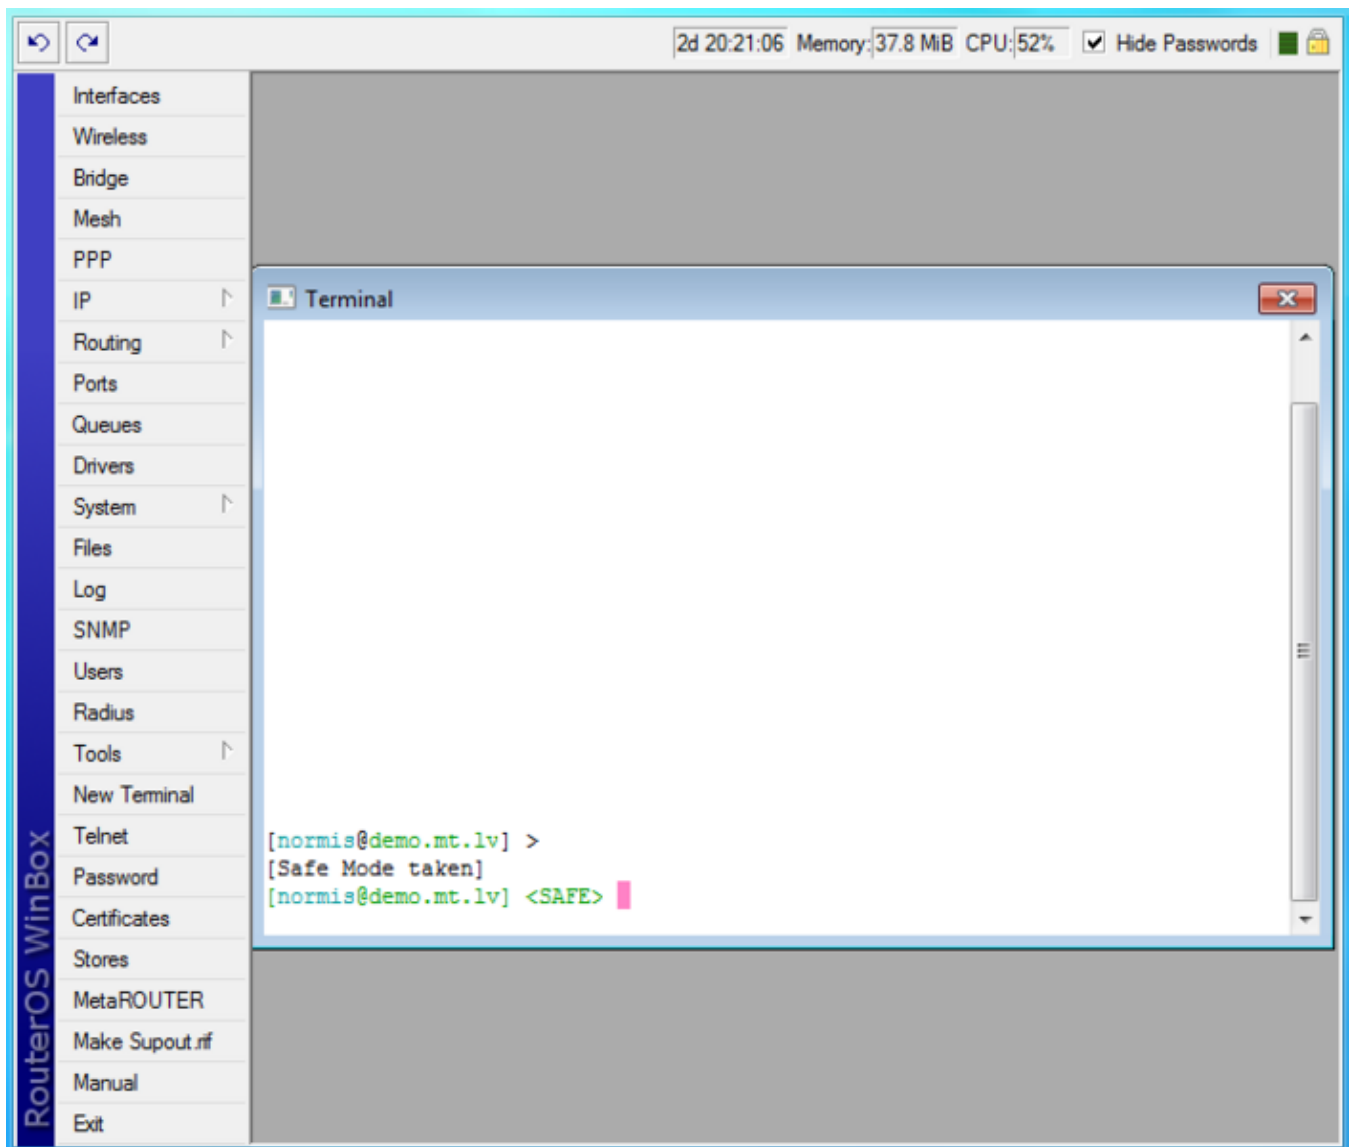 2d 20:21:06 Memory: 37.8 MiB CPU: 52% Hide Passwords
Interfaces
Wireless
Bridge
Mesh
PPP
IP
Routing
Ports
Queues
Drivers
System
Files
Log
SNMP
Users
Radius
Tools
New Terminal
Telnet
Password
Certificates
Stores
MetaROUTER
Make Supout.rif
Manual
Exit
RouterOS WinBox
Terminal
[normis@demo.mt.lv] >
[Safe Mode taken]
[normis@demo.mt.lv] <SAFE>